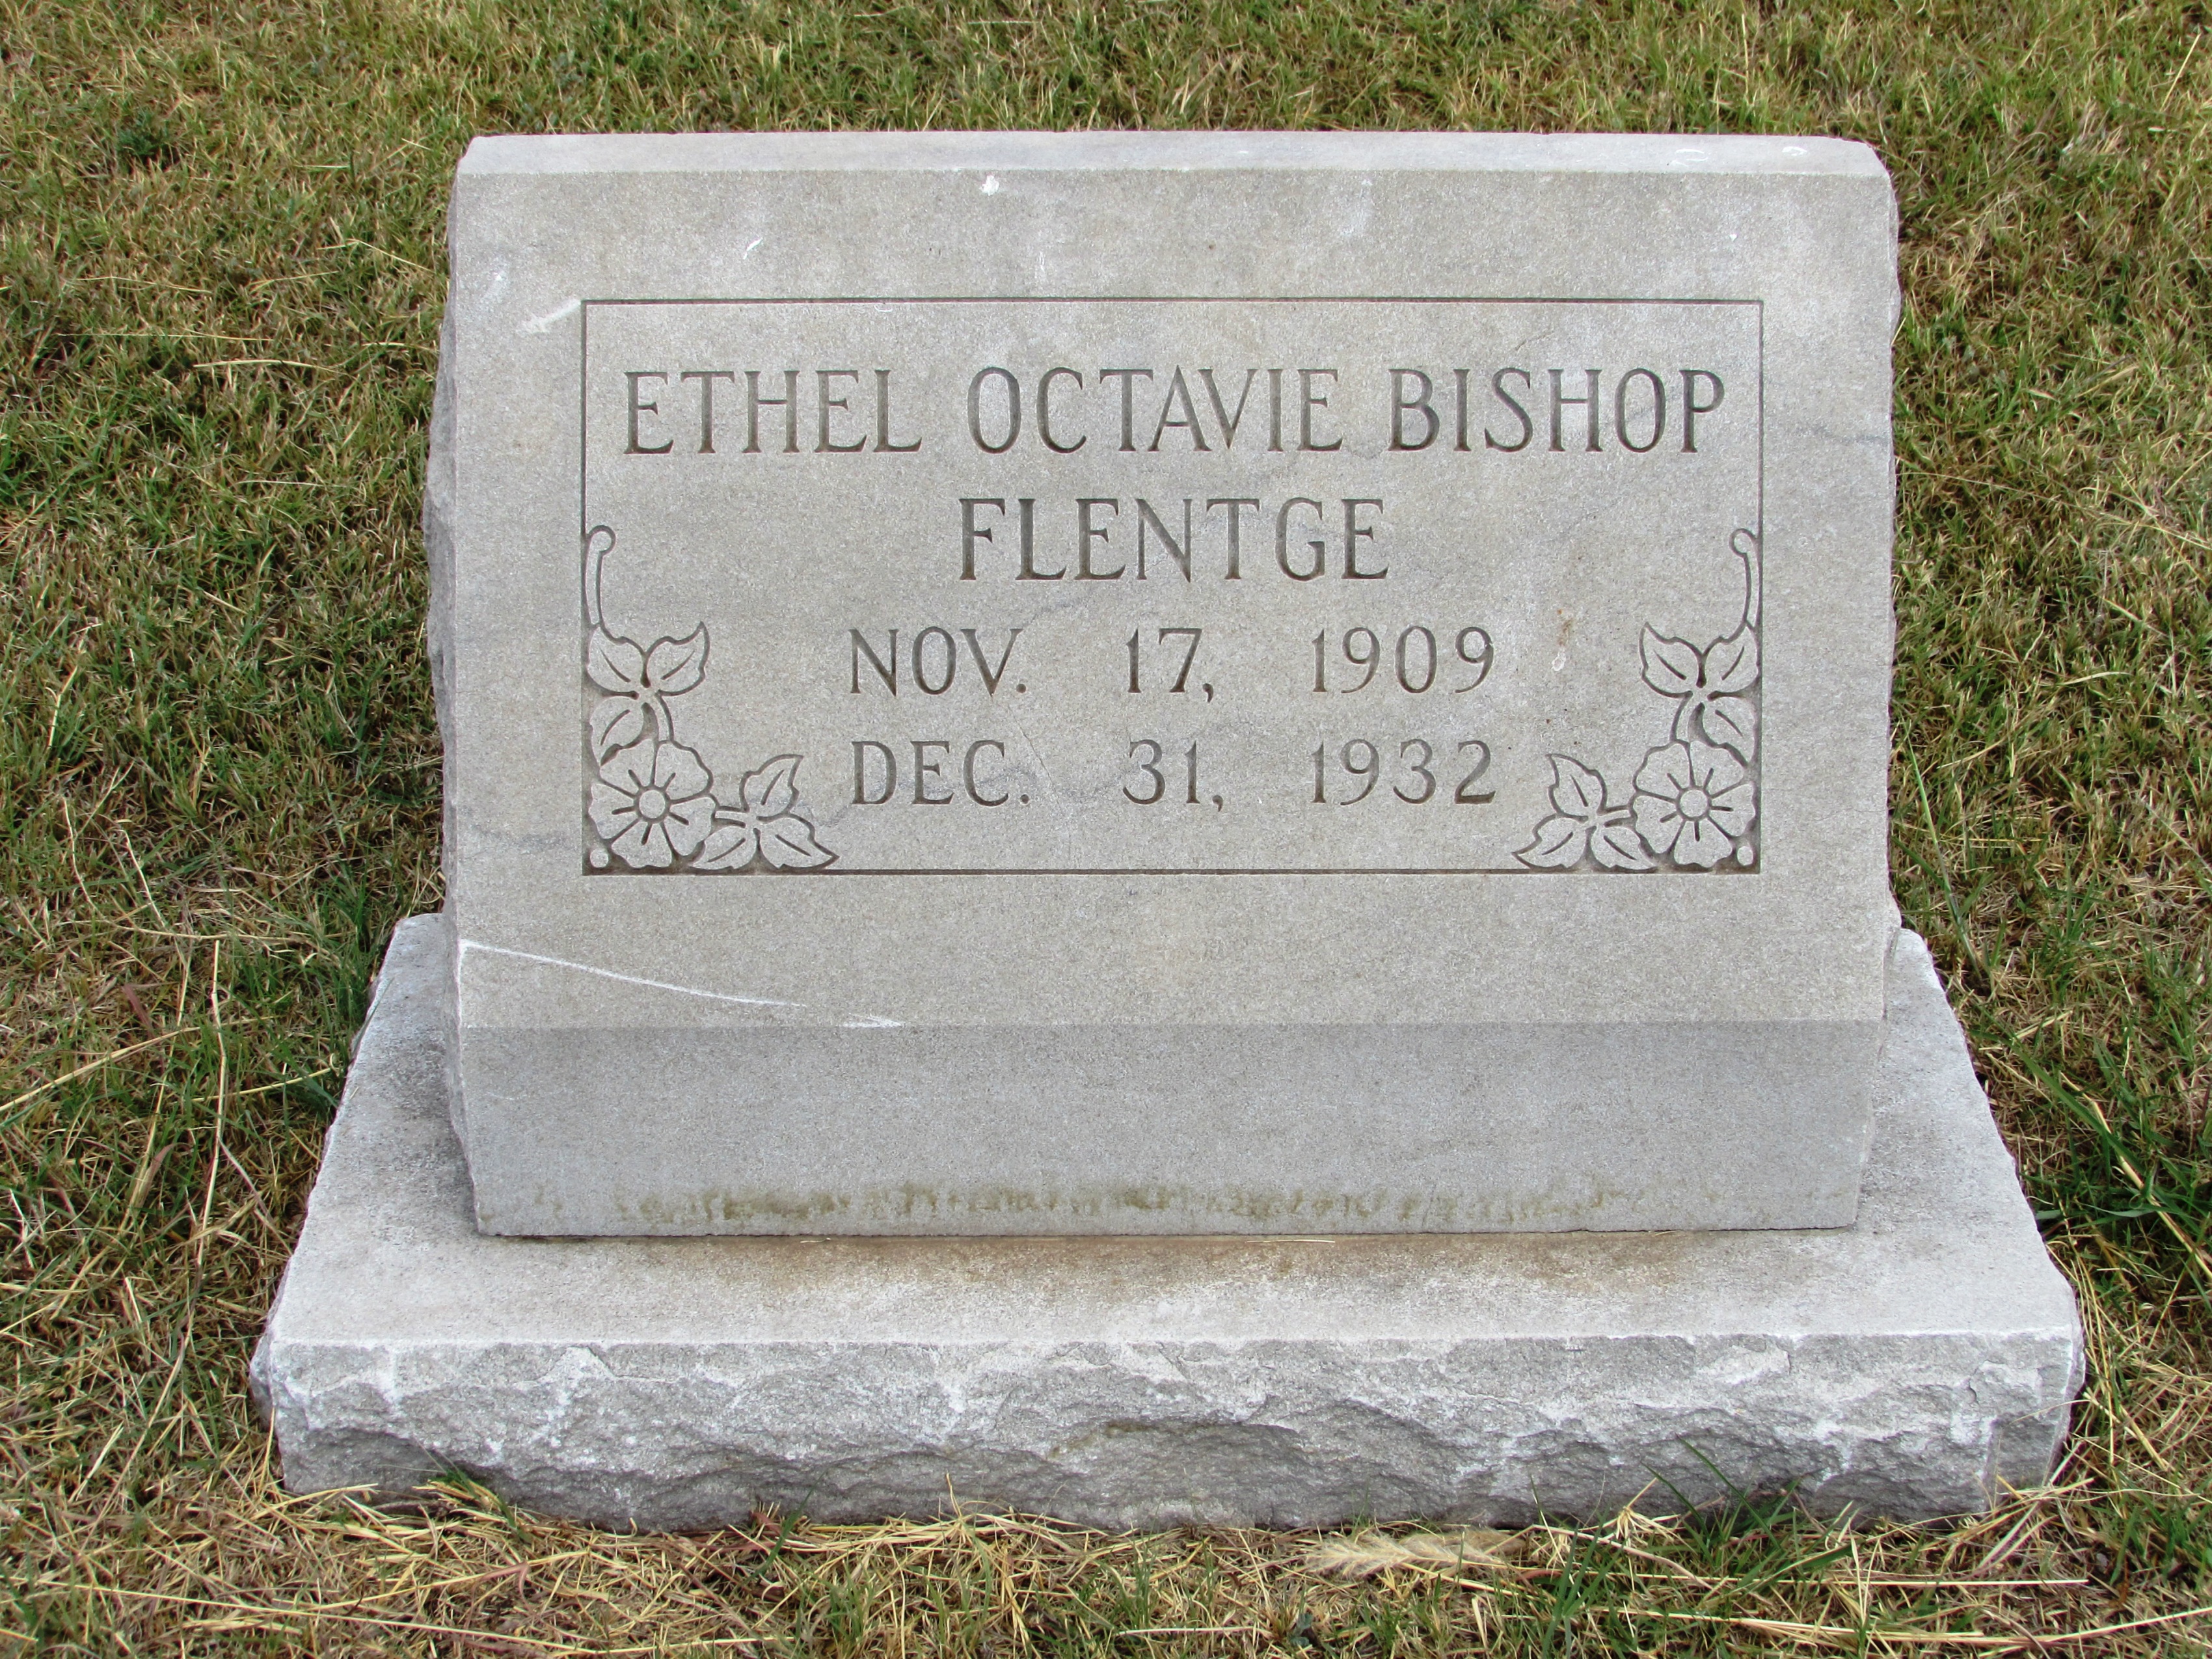 ETHEL OCTAVIE BISHOP
FLENTGE
NOV. 17, 1909
DEC. 31, 1932